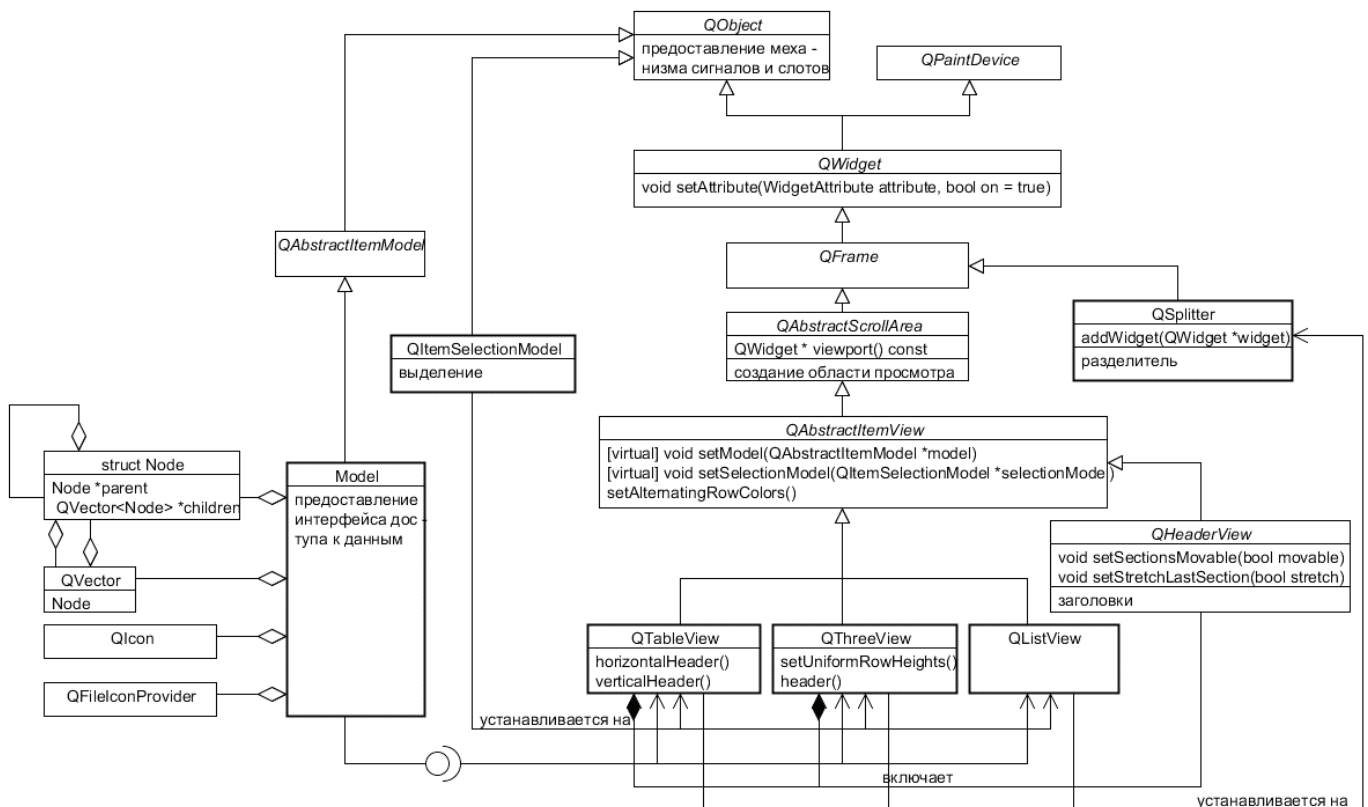 QObject
предоставление меха -
низма сигналов и слотов
QPaintDevice
QWidget
void setAttribute(WidgetAttribute attribute, bool on = true)
QAbstractItemModel
QFrame
QAbstractScrollArea
QWidget * viewport() const
создание области просмотра
QSplitter
addWidget(QWidget *widget)
разделитель
QItemSelectionModel
выделение
QAbstractItemView
[virtual] void setModel(QAbstractItemModel *model)
[virtual] void setSelectionModel(QItemSelectionModel *selectionMode )
setAlternatingRowColors()
struct Node
Node *parent
QVector<Node> *children
Model
предоставление
интерфейса дос -
тупа к данным
QHeaderView
void setSectionsMovable(bool movable)
void setStretchLastSection(bool stretch)
заголовки
QVector
Node
QIcon
QFileIconProvider
QTableView
horizontalHeader()
verticalHeader()
QThreeView
setUniformRowHeights()
header()
QListView
устанавливается на
включает
устанавливается на